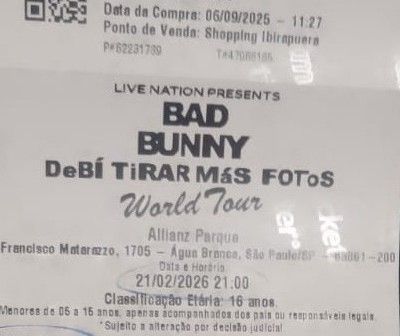 Data da Compra: 06/09/2025 - 11:27
Ponto de Venda: Shopping Ibirapuera
LIVE NATION PRESENTS
BAD
BUNNY
DeBÍ TiRAR MáS FOToS
World Tour
Allianz Parque
Francisco Matarazzo, 1705 - Água Branca, São Paulo/SP - 05001-200
Data e Horário
21/02/2026 21:00
Classificação Etária: 16 anos.
Menores de 05 a 15 anos, apenas acompanhados dos pais ou responsáveis legais.
*Sujeito a alteração por decisão judicial